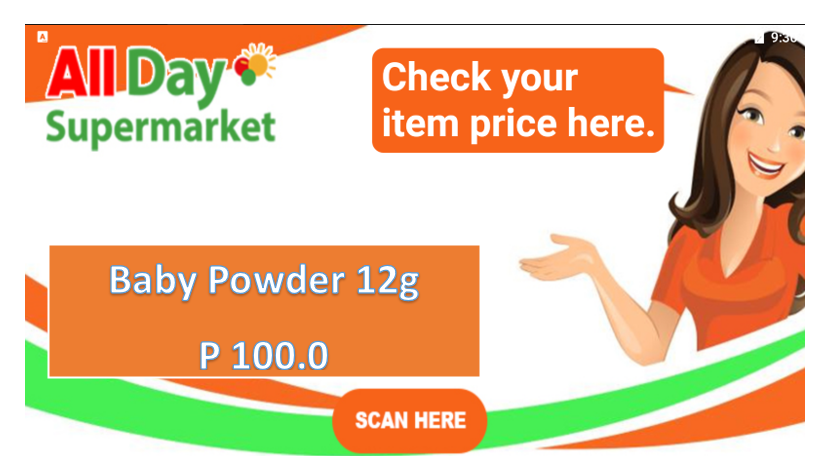 A
9:30
All Day
Supermarket
Check your
item price here.
Baby Powder 12g
P 100.0
SCAN HERE